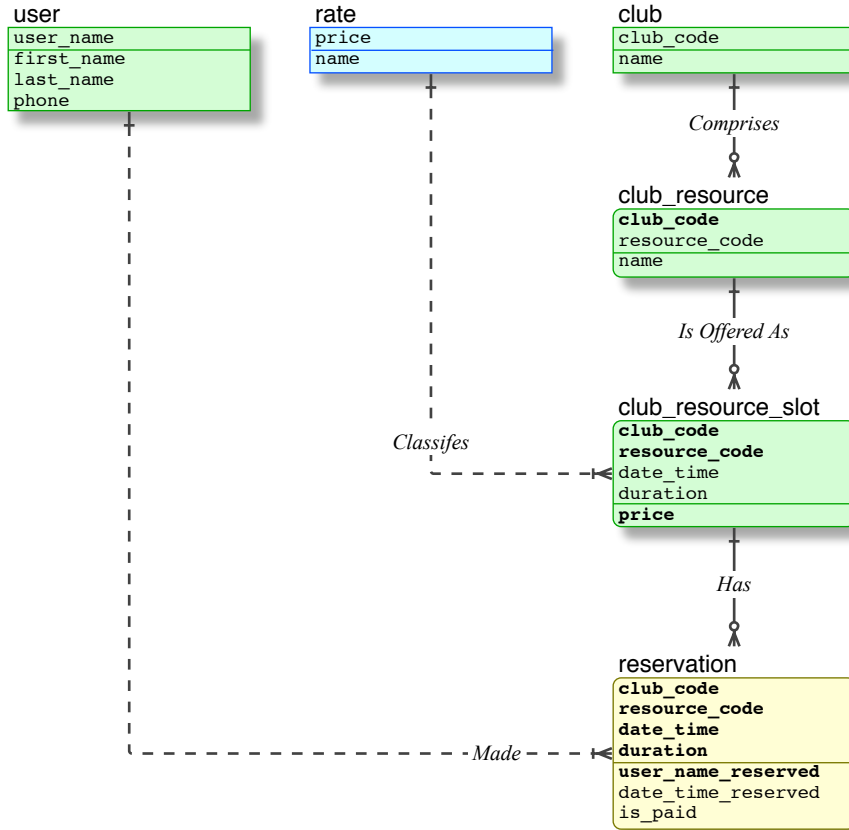 user
user_name
first_name
last_name
phone
rate
price
name
club
club_code
name
Comprises
club_resource
club_code
resource_code
name
Is Offered As
club_resource_slot
club_code
resource_code
date_time
duration
price
Classifes
Has
reservation
club_code
resource_code
date_time
duration
user_name_reserved
date_time_reserved
is_paid
Made